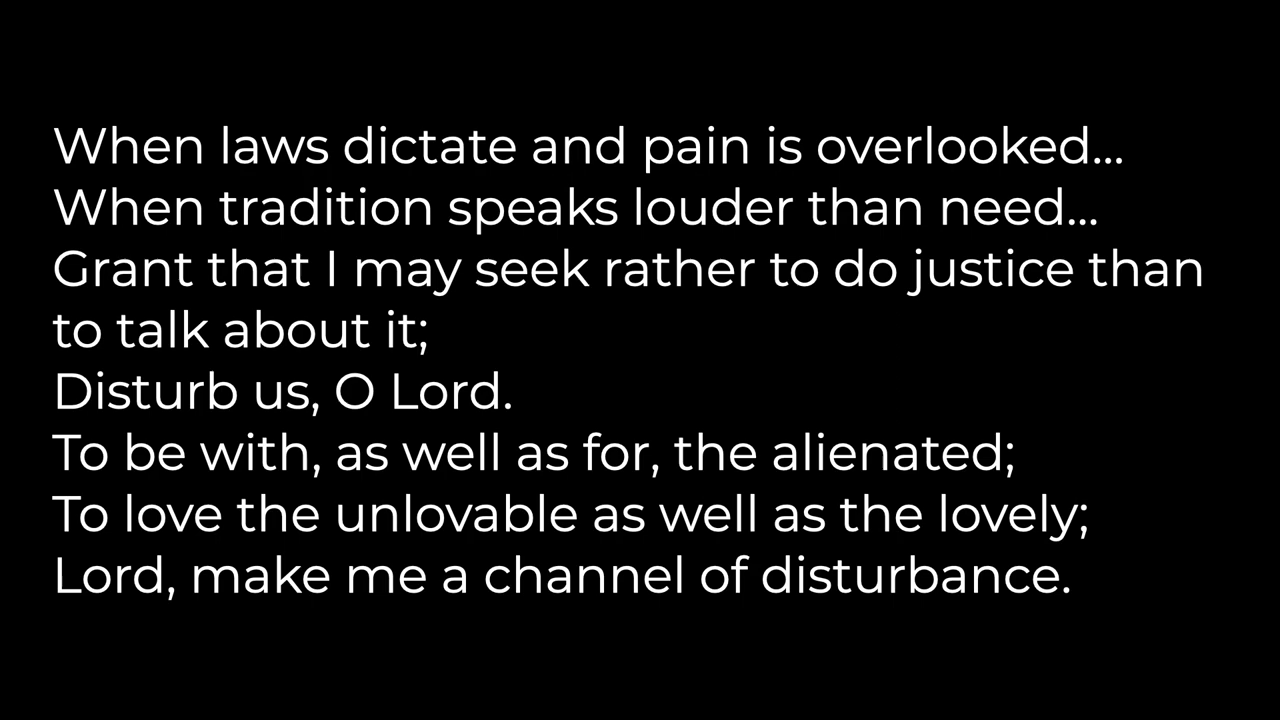 When laws dictate and pain is overlooked...
When tradition speaks louder than need...
Grant that I may seek rather to do justice than
to talk about it;
Disturb us, O Lord.
To be with, as well as for, the alienated;
To love the unlovable as well as the lovely;
Lord, make me a channel of disturbance.